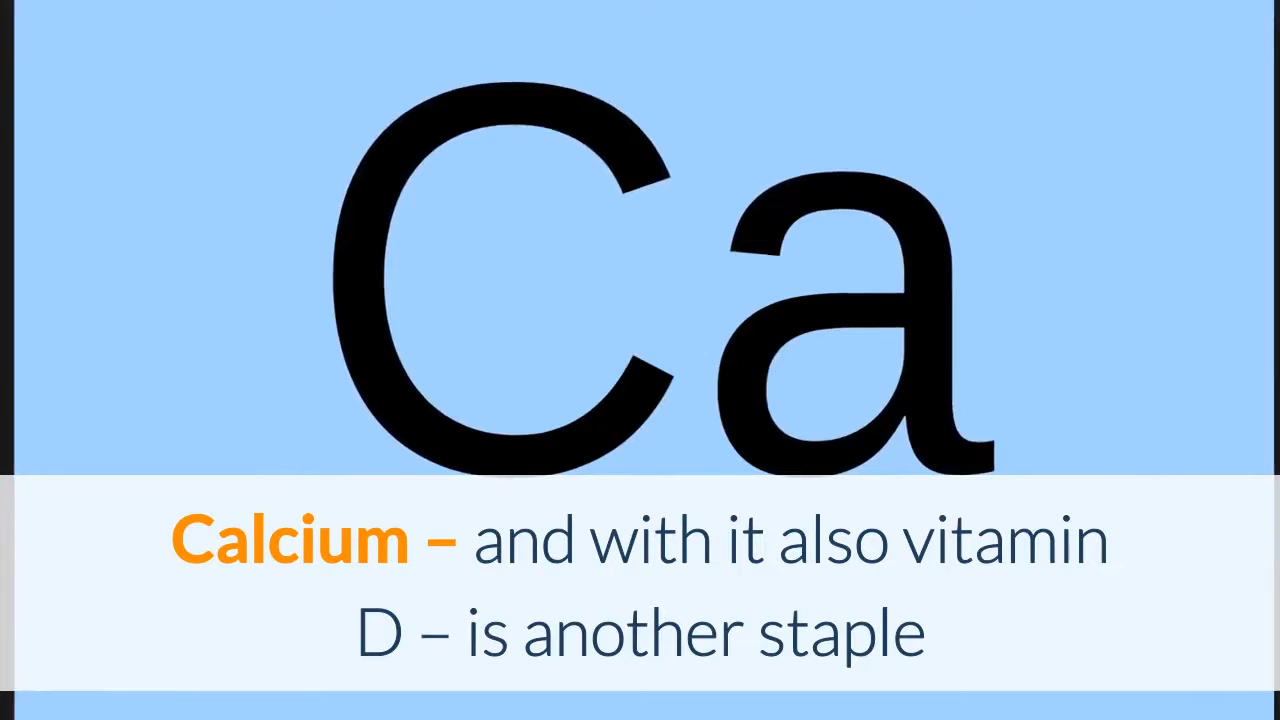 Ca
Calcium – and with it also vitamin
D – is another staple